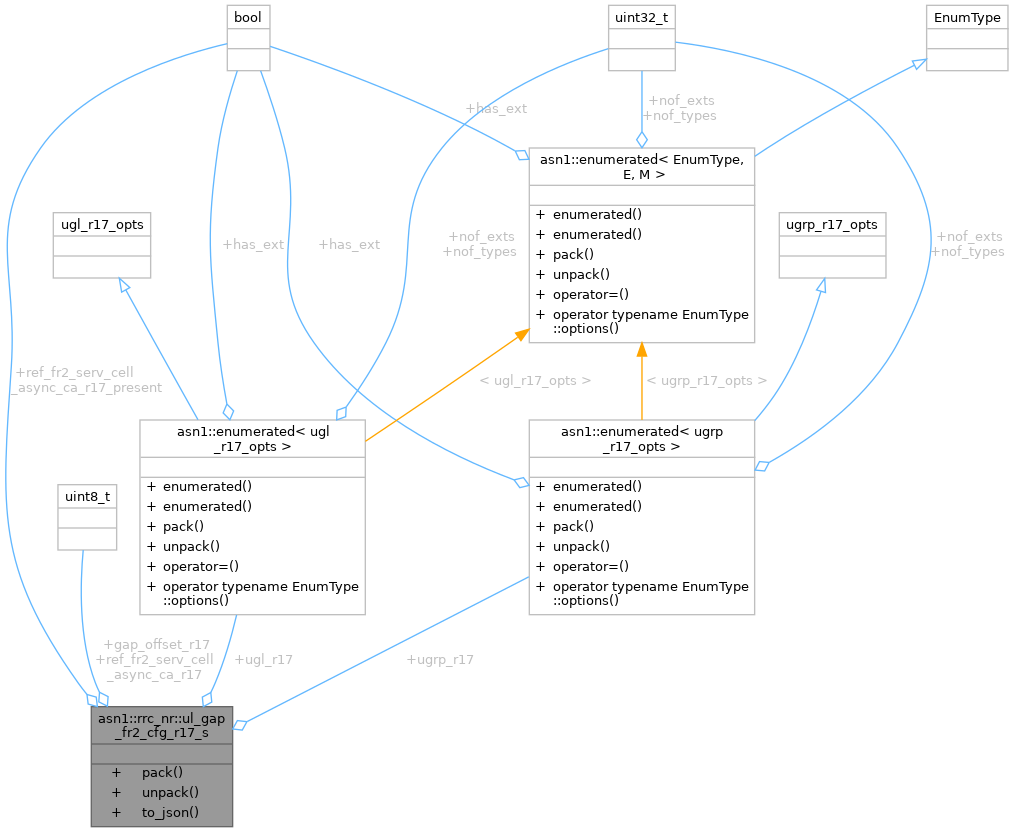 bool
uint32_t
EnumType
+has_ext
+nof_exts
+nof_types
asn1::enumerated< EnumType,
E, M >
+ enumerated()
+ enumerated()
+ pack()
+ unpack()
+ operator=()
+ operator typename EnumType
::options()
ugl_r17_opts
ugrp_r17_opts
+has_ext
+has_ext
+nof_exts
+nof_types
+nof_exts
+nof_types
+ref_fr2_serv_cell
_async_ca_r17_present
< ugl_r17_opts >
< ugrp_r17_opts >
asn1::enumerated< ugl
_r17_opts >
+ enumerated()
+ enumerated()
+ pack()
+ unpack()
+ operator=()
+ operator typename EnumType
::options()
asn1::enumerated< ugrp
_r17_opts >
+ enumerated()
+ enumerated()
+ pack()
+ unpack()
+ operator=()
+ operator typename EnumType
::options()
uint8_t
+gap_offset_r17
+ref_fr2_serv_cell
_async_ca_r17
+ugl_r17
+ugrp_r17
asn1::rrc_nr::ul_gap
_fr2_cfg_r17_s
+ pack()
+ unpack()
+ to_json()